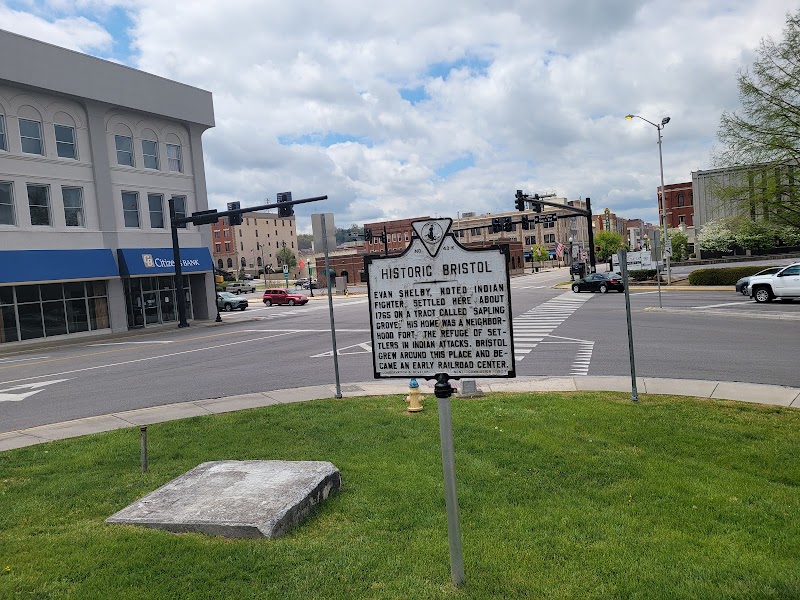 Citizens BANK
HISTORIC BRISTOL
EVAN SHELBY, NOTED INDIAN
FIGHTER, SETTLED HERE ABOUT
1765 ON A TRACT CALLED "SAPLING
GROVE." HIS HOME WAS A NEIGHBOR-
HOOD FORT, THE REFUGE OF SET-
TLERS IN INDIAN ATTACKS. BRISTOL
GREW AROUND THIS PLACE AND BE-
CAME AN EARLY RAILROAD CENTER.